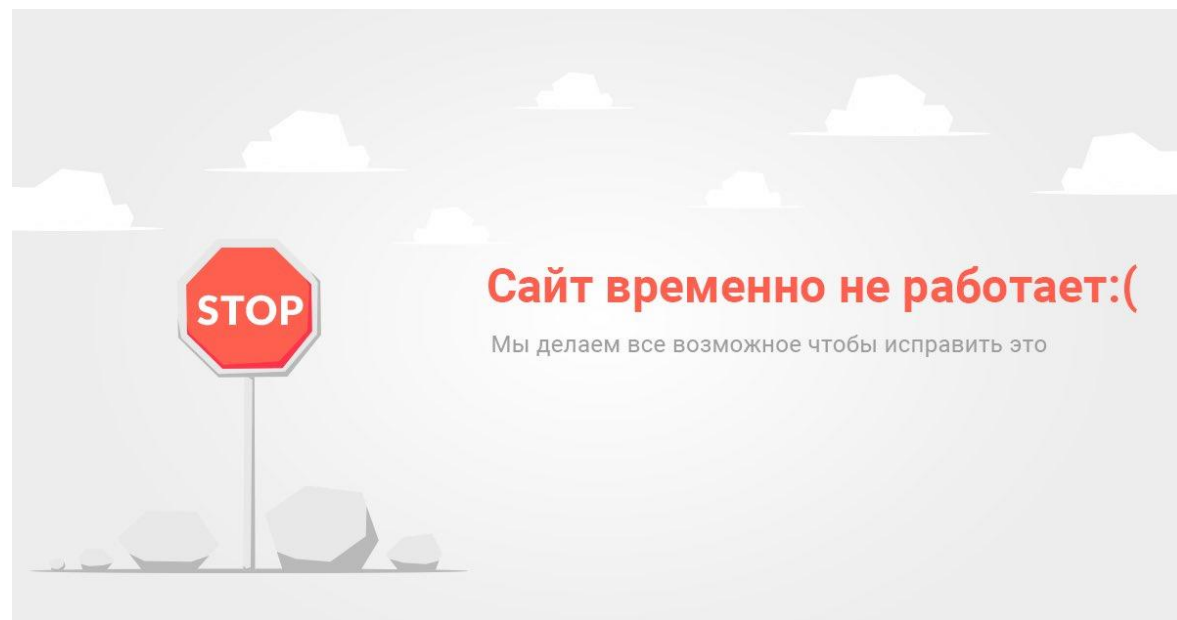 STOP
Сайт временно не работает:(
Мы делаем все возможное чтобы исправить это